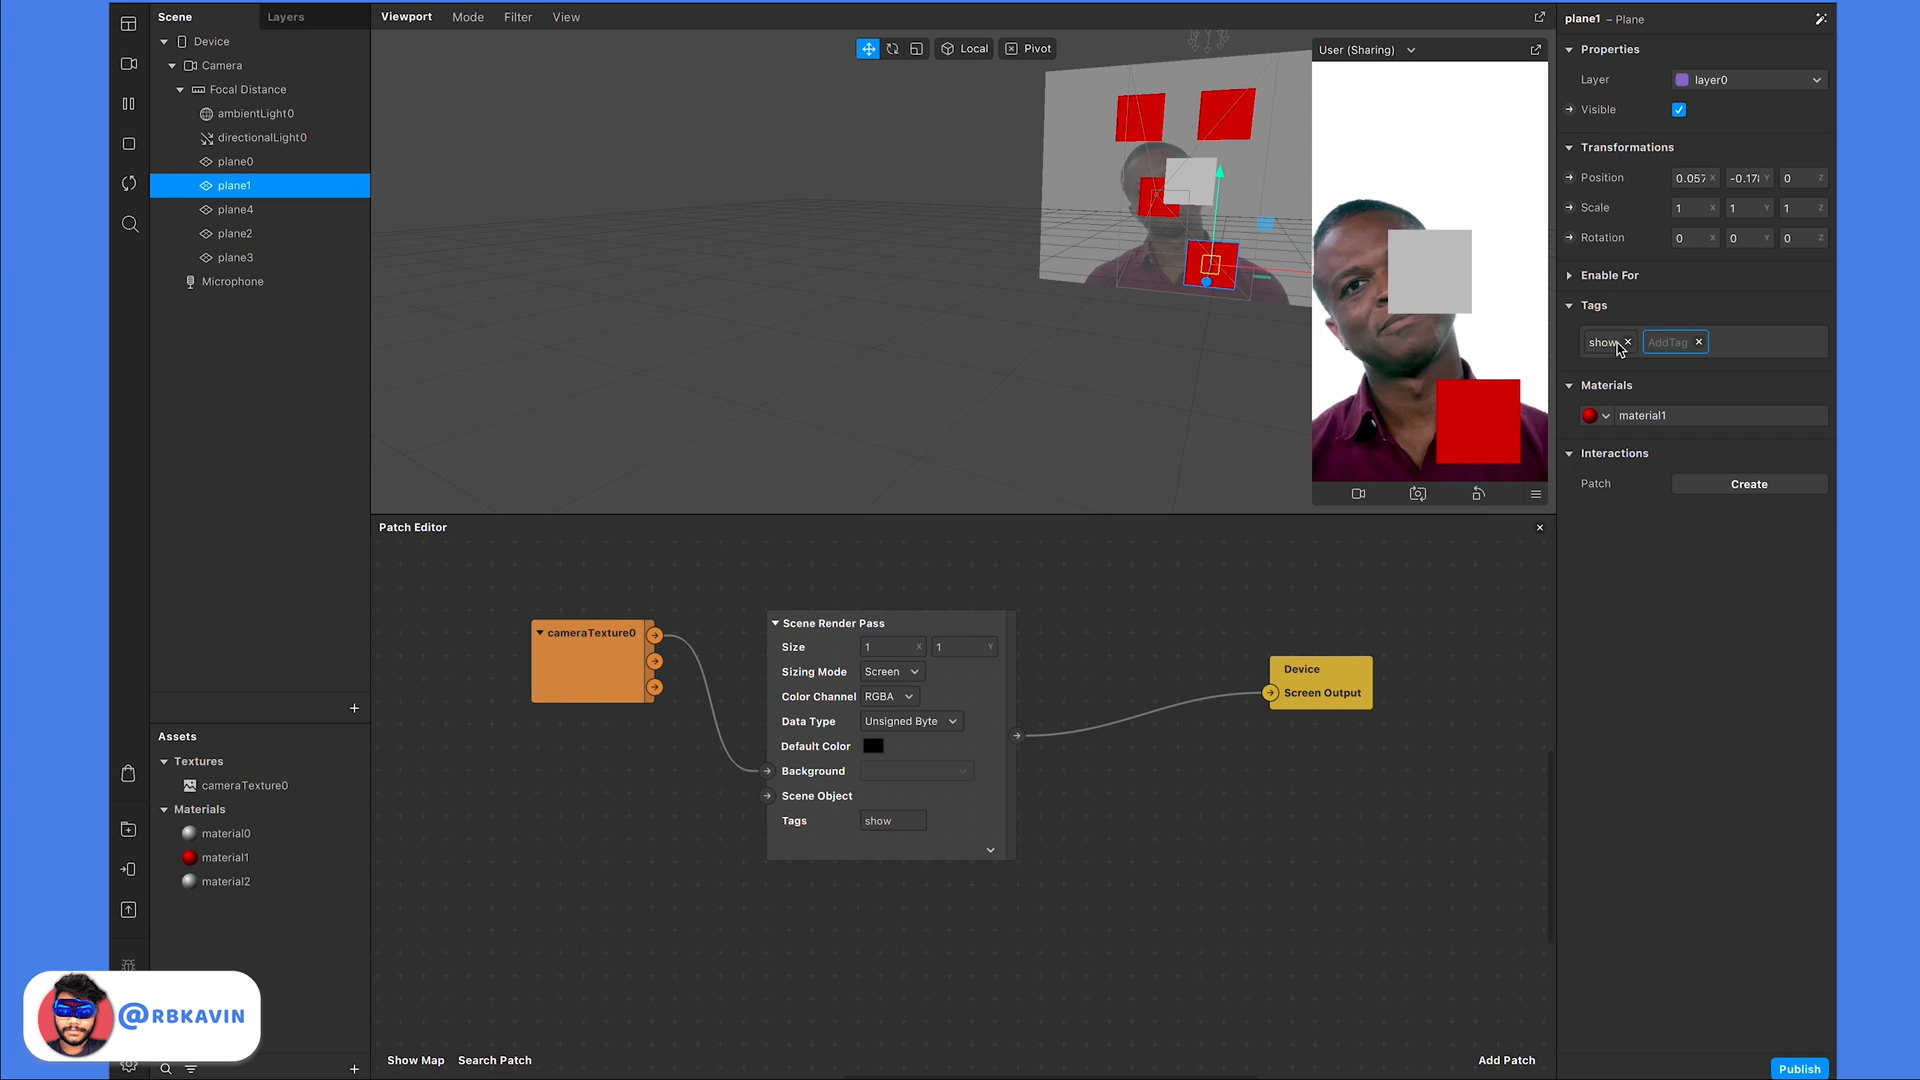 Scene
Layers
Device
Camera
Focal Distance
ambientLight0
directionalLight0
plane0
plane1
plane4
plane2
plane3
Microphone
Assets
Textures
cameraTexture0
Materials
material0
material1
material2
@RBKAVIN
Viewport
Mode
Filter
View
Local
Pivot
User (Sharing)
Patch Editor
cameraTexture0
Scene Render Pass
Size 1 X 1 Y
Sizing Mode Screen
Color Channel RGBA
Data Type Unsigned Byte
Default Color
Background
Scene Object
Tags show
Device
Screen Output
Show Map
Search Patch
Add Patch
plane1 – Plane
Properties
Layer layer0
Visible
Transformations
Position 0.057 X -0.178 Y 0 Z
Scale 1 X 1 Y 1 Z
Rotation 0 X 0 Y 0 Z
Enable For
Tags
show × AddTag ×
Materials
material1
Interactions
Patch Create
Publish